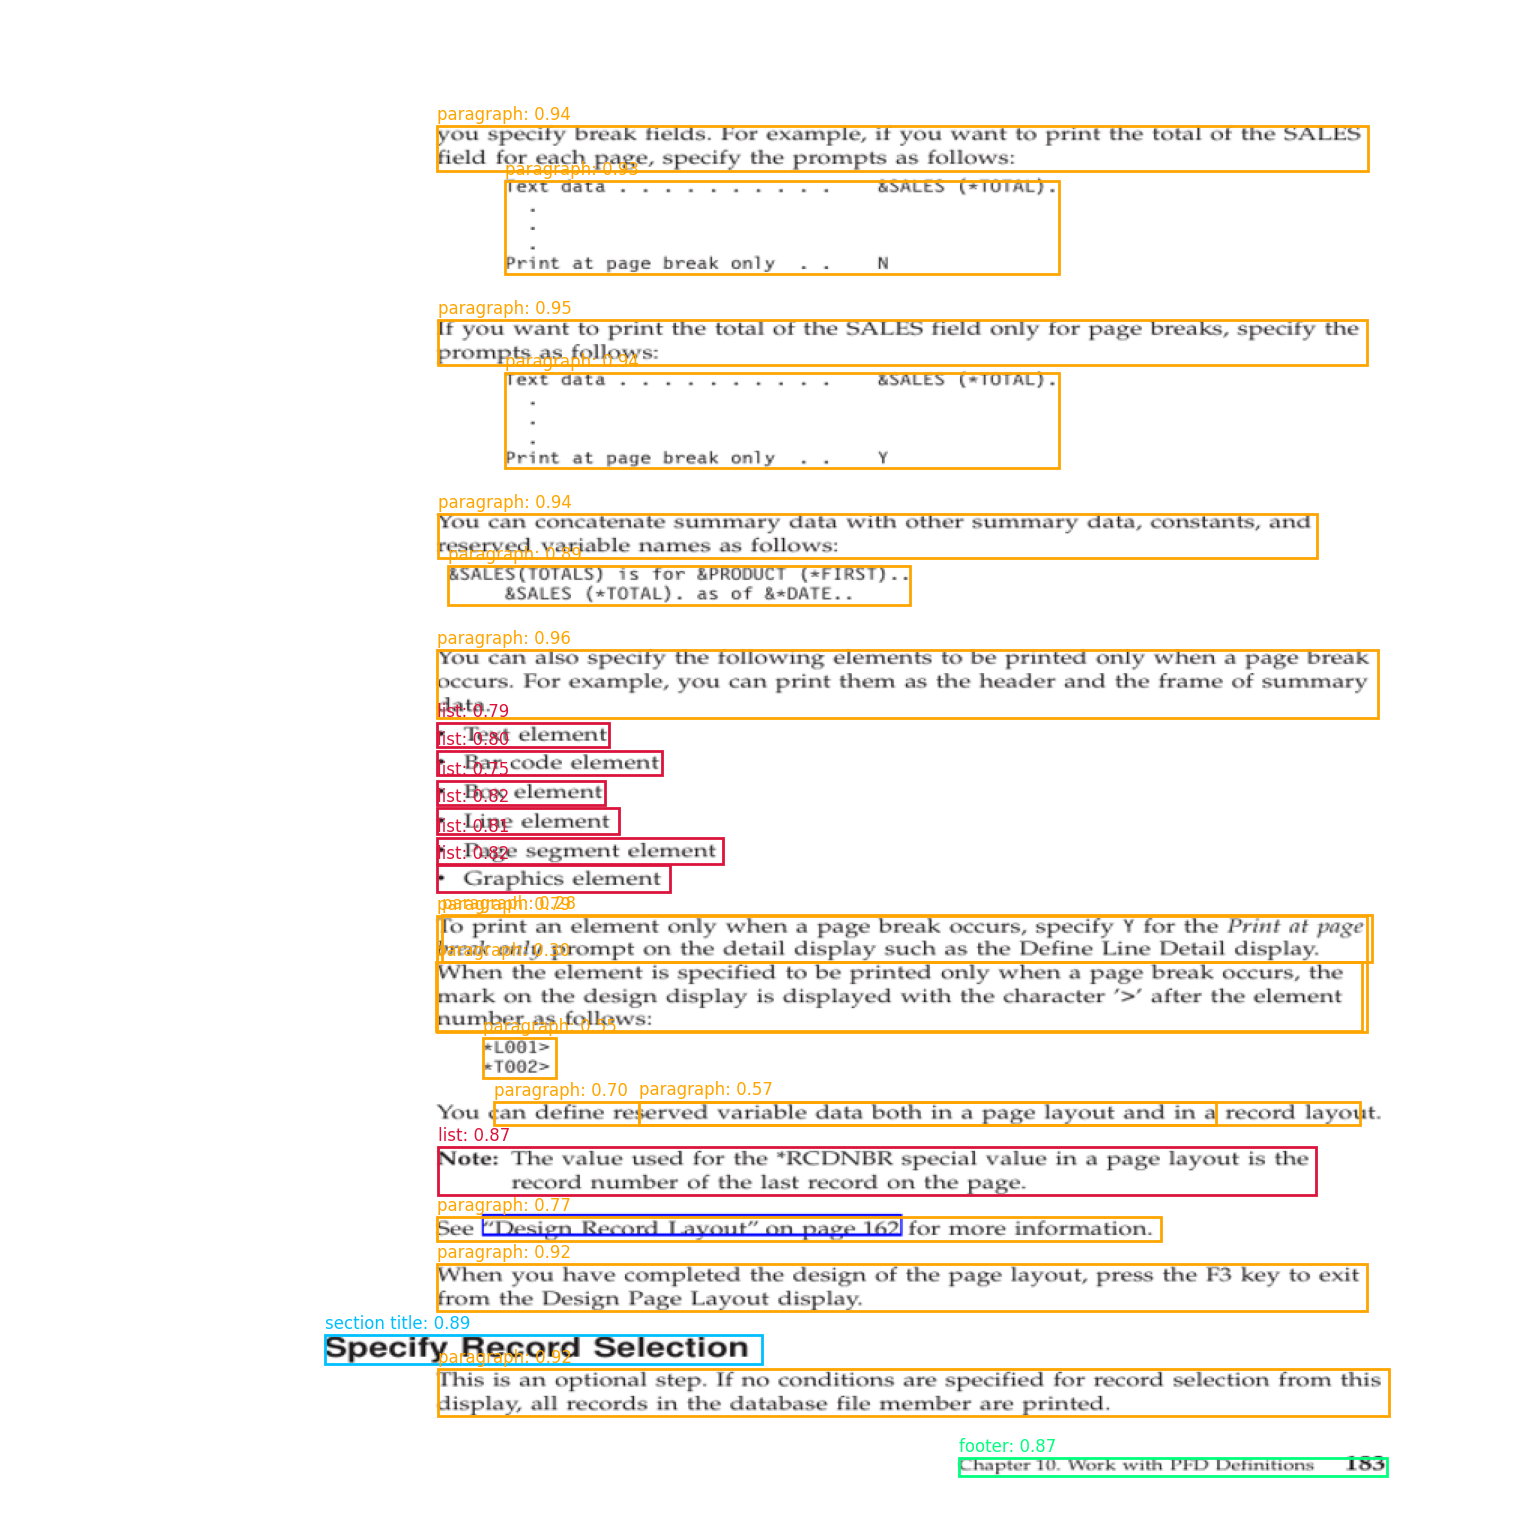 paragraph: 0.94
you specify break fields. For example, if you want to print the total of the SALES
field for each page, specify the prompts as follows:
paragraph: 0.93
Text data . . . . . . . . . . &SALES (*TOTAL).
.
.
.
Print at page break only . . N
paragraph: 0.95
If you want to print the total of the SALES field only for page breaks, specify the
prompts as follows:
paragraph: 0.94
Text data . . . . . . . . . . &SALES (*TOTAL).
.
.
.
Print at page break only . . Y
paragraph: 0.94
You can concatenate summary data with other summary data, constants, and
reserved variable names as follows:
paragraph: 0.89
&SALES(TOTALS) is for &PRODUCT (*FIRST)..
&SALES (*TOTAL). as of &*DATE..
paragraph: 0.96
You can also specify the following elements to be printed only when a page break
occurs. For example, you can print them as the header and the frame of summary
data.
list: 0.79
• Text element
list: 0.80
• Bar code element
list: 0.75
• Box element
list: 0.82
• Line element
list: 0.81
• Page segment element
list: 0.82
• Graphics element
paragraph: 0.28
To print an element only when a page break occurs, specify Y for the Print at page
break only prompt on the detail display such as the Define Line Detail display.
paragraph: 0.30
When the element is specified to be printed only when a page break occurs, the
mark on the design display is displayed with the character '>' after the element
number as follows:
paragraph:
*L001>
*T002>
paragraph: 0.70 paragraph: 0.57
You can define reserved variable data both in a page layout and in a record layout.
list: 0.87
Note: The value used for the *RCDNBR special value in a page layout is the
record number of the last record on the page.
paragraph: 0.77
See “Design Record Layout” on page 162 for more information.
paragraph: 0.92
When you have completed the design of the page layout, press the F3 key to exit
from the Design Page Layout display.
section title: 0.89
Specify Record Selection
paragraph: 0.92
This is an optional step. If no conditions are specified for record selection from this
display, all records in the database file member are printed.
footer: 0.87
Chapter 10. Work with PFD Definitions 183